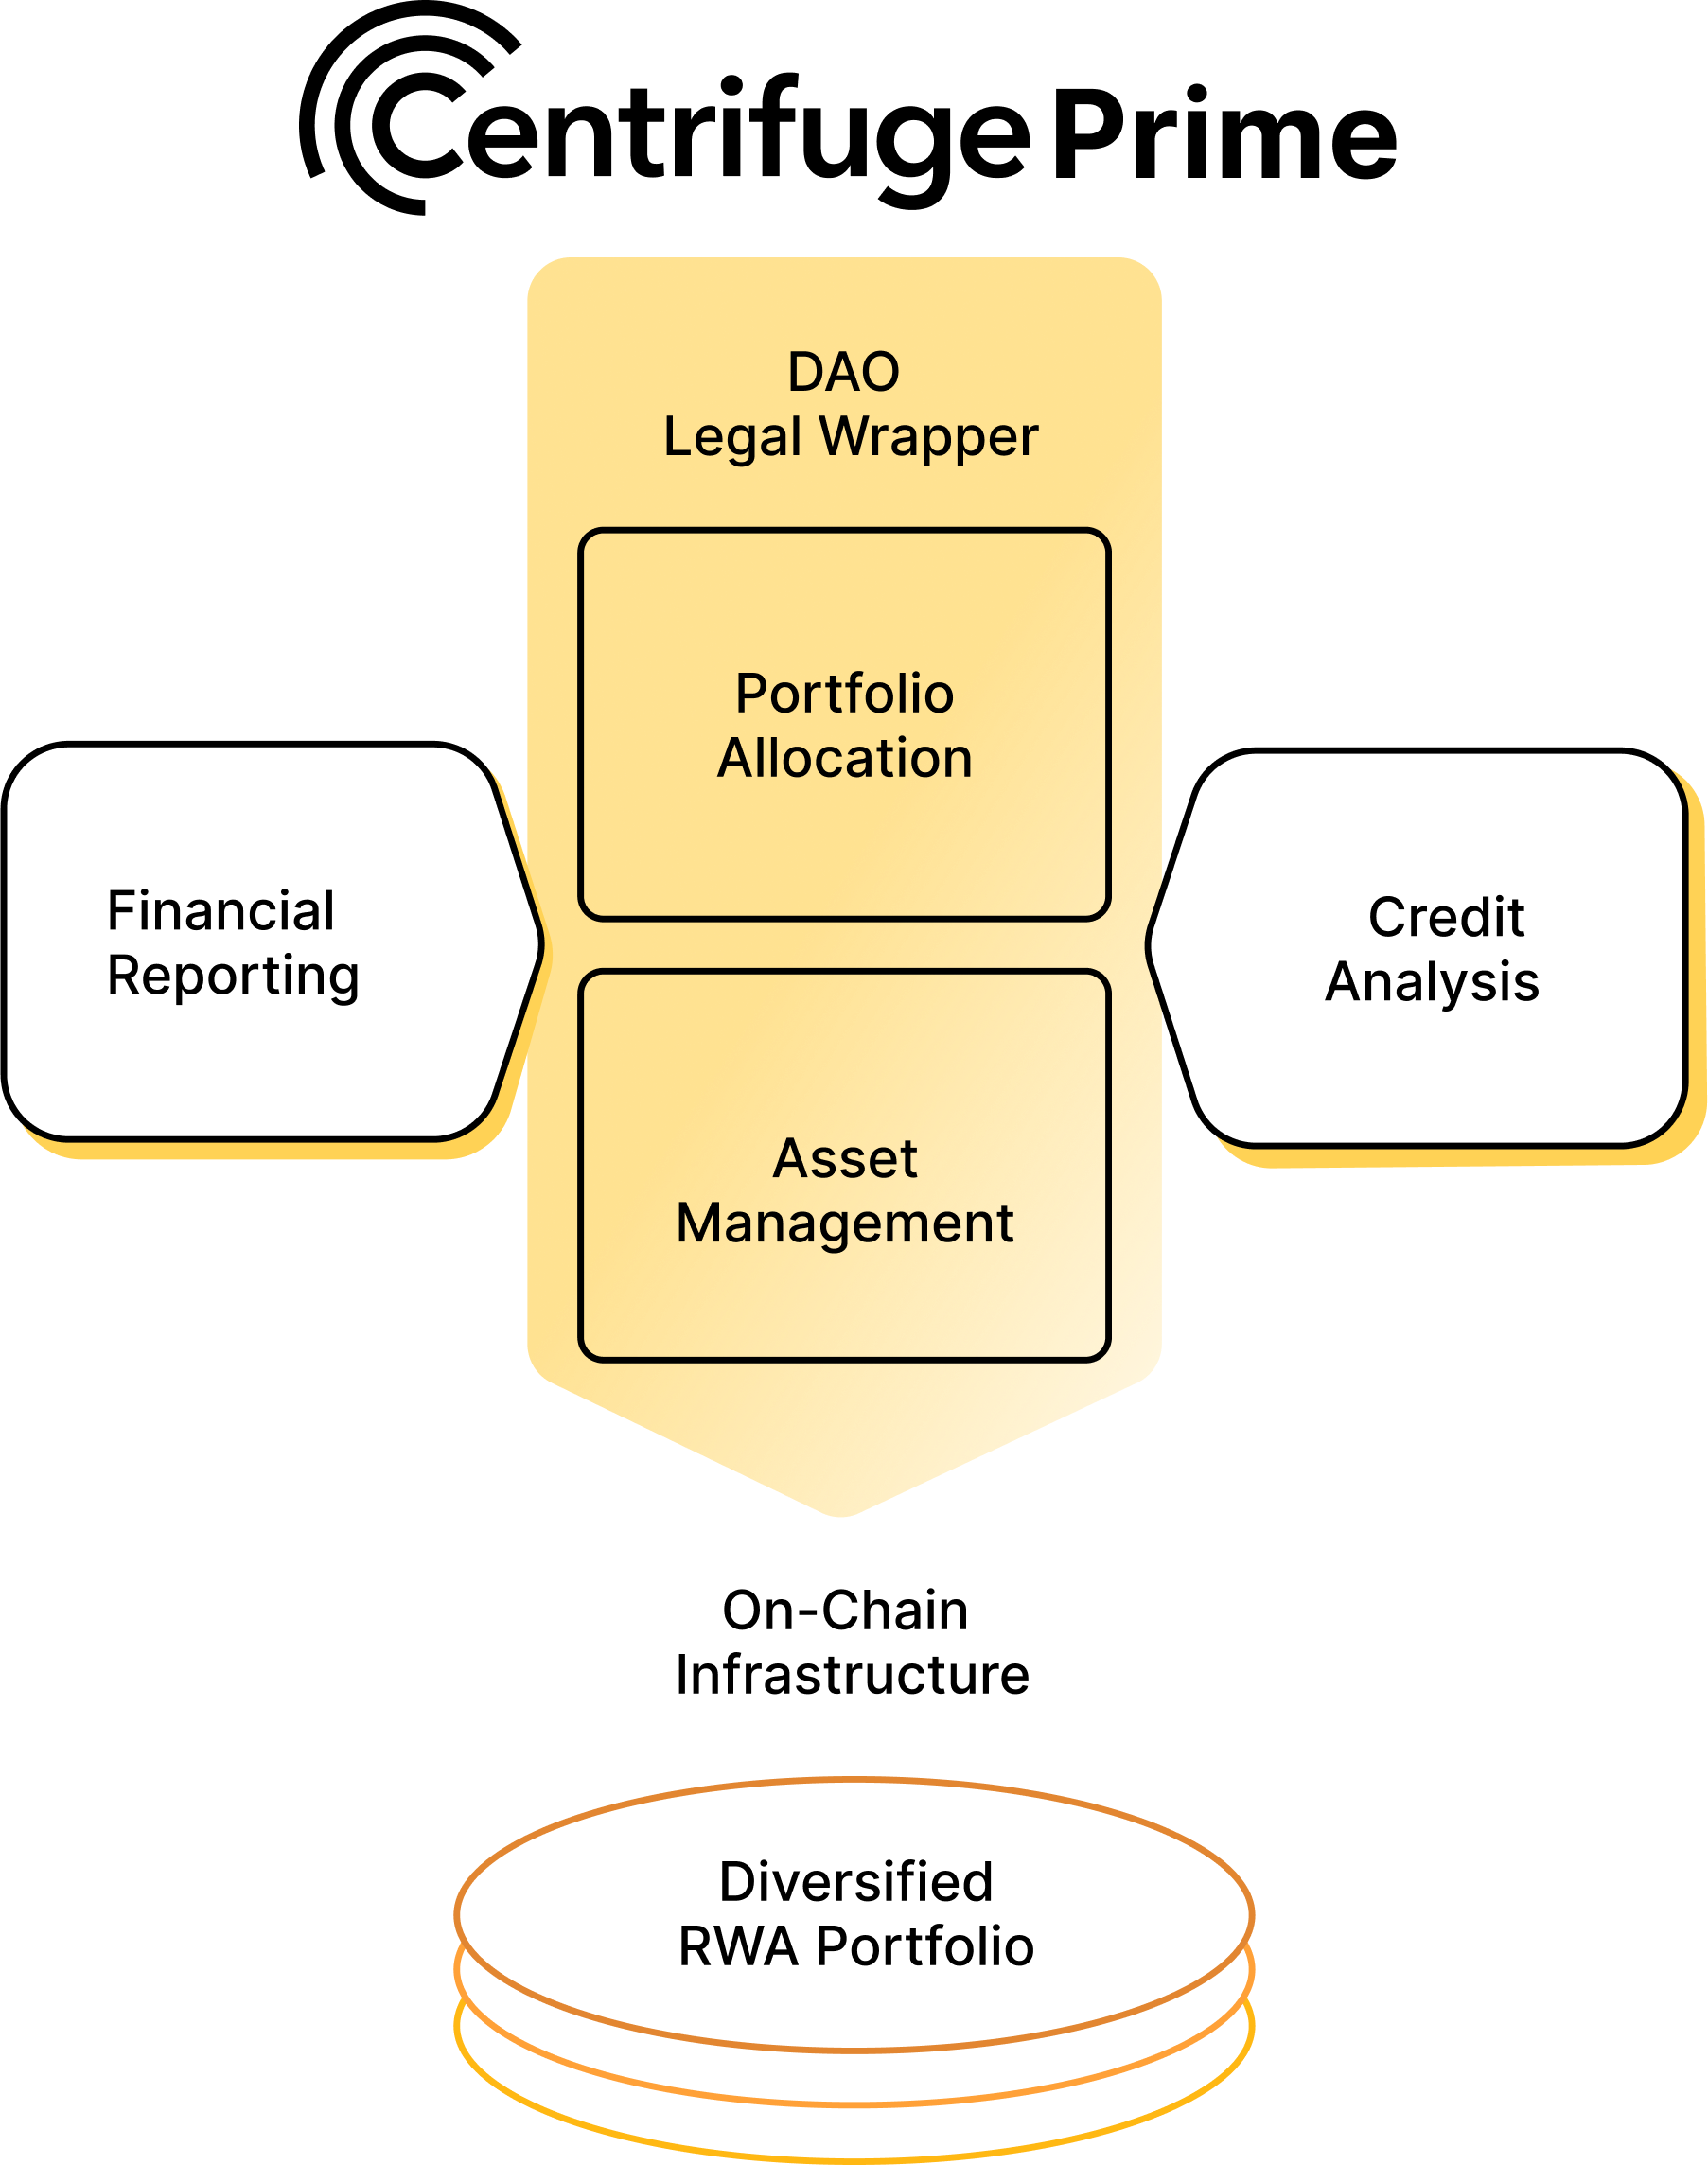 Centrifuge Prime
DAO
Legal Wrapper
Portfolio
Allocation
Financial
Reporting
Credit
Analysis
Asset
Management
On-Chain
Infrastructure
Diversified
RWA Portfolio